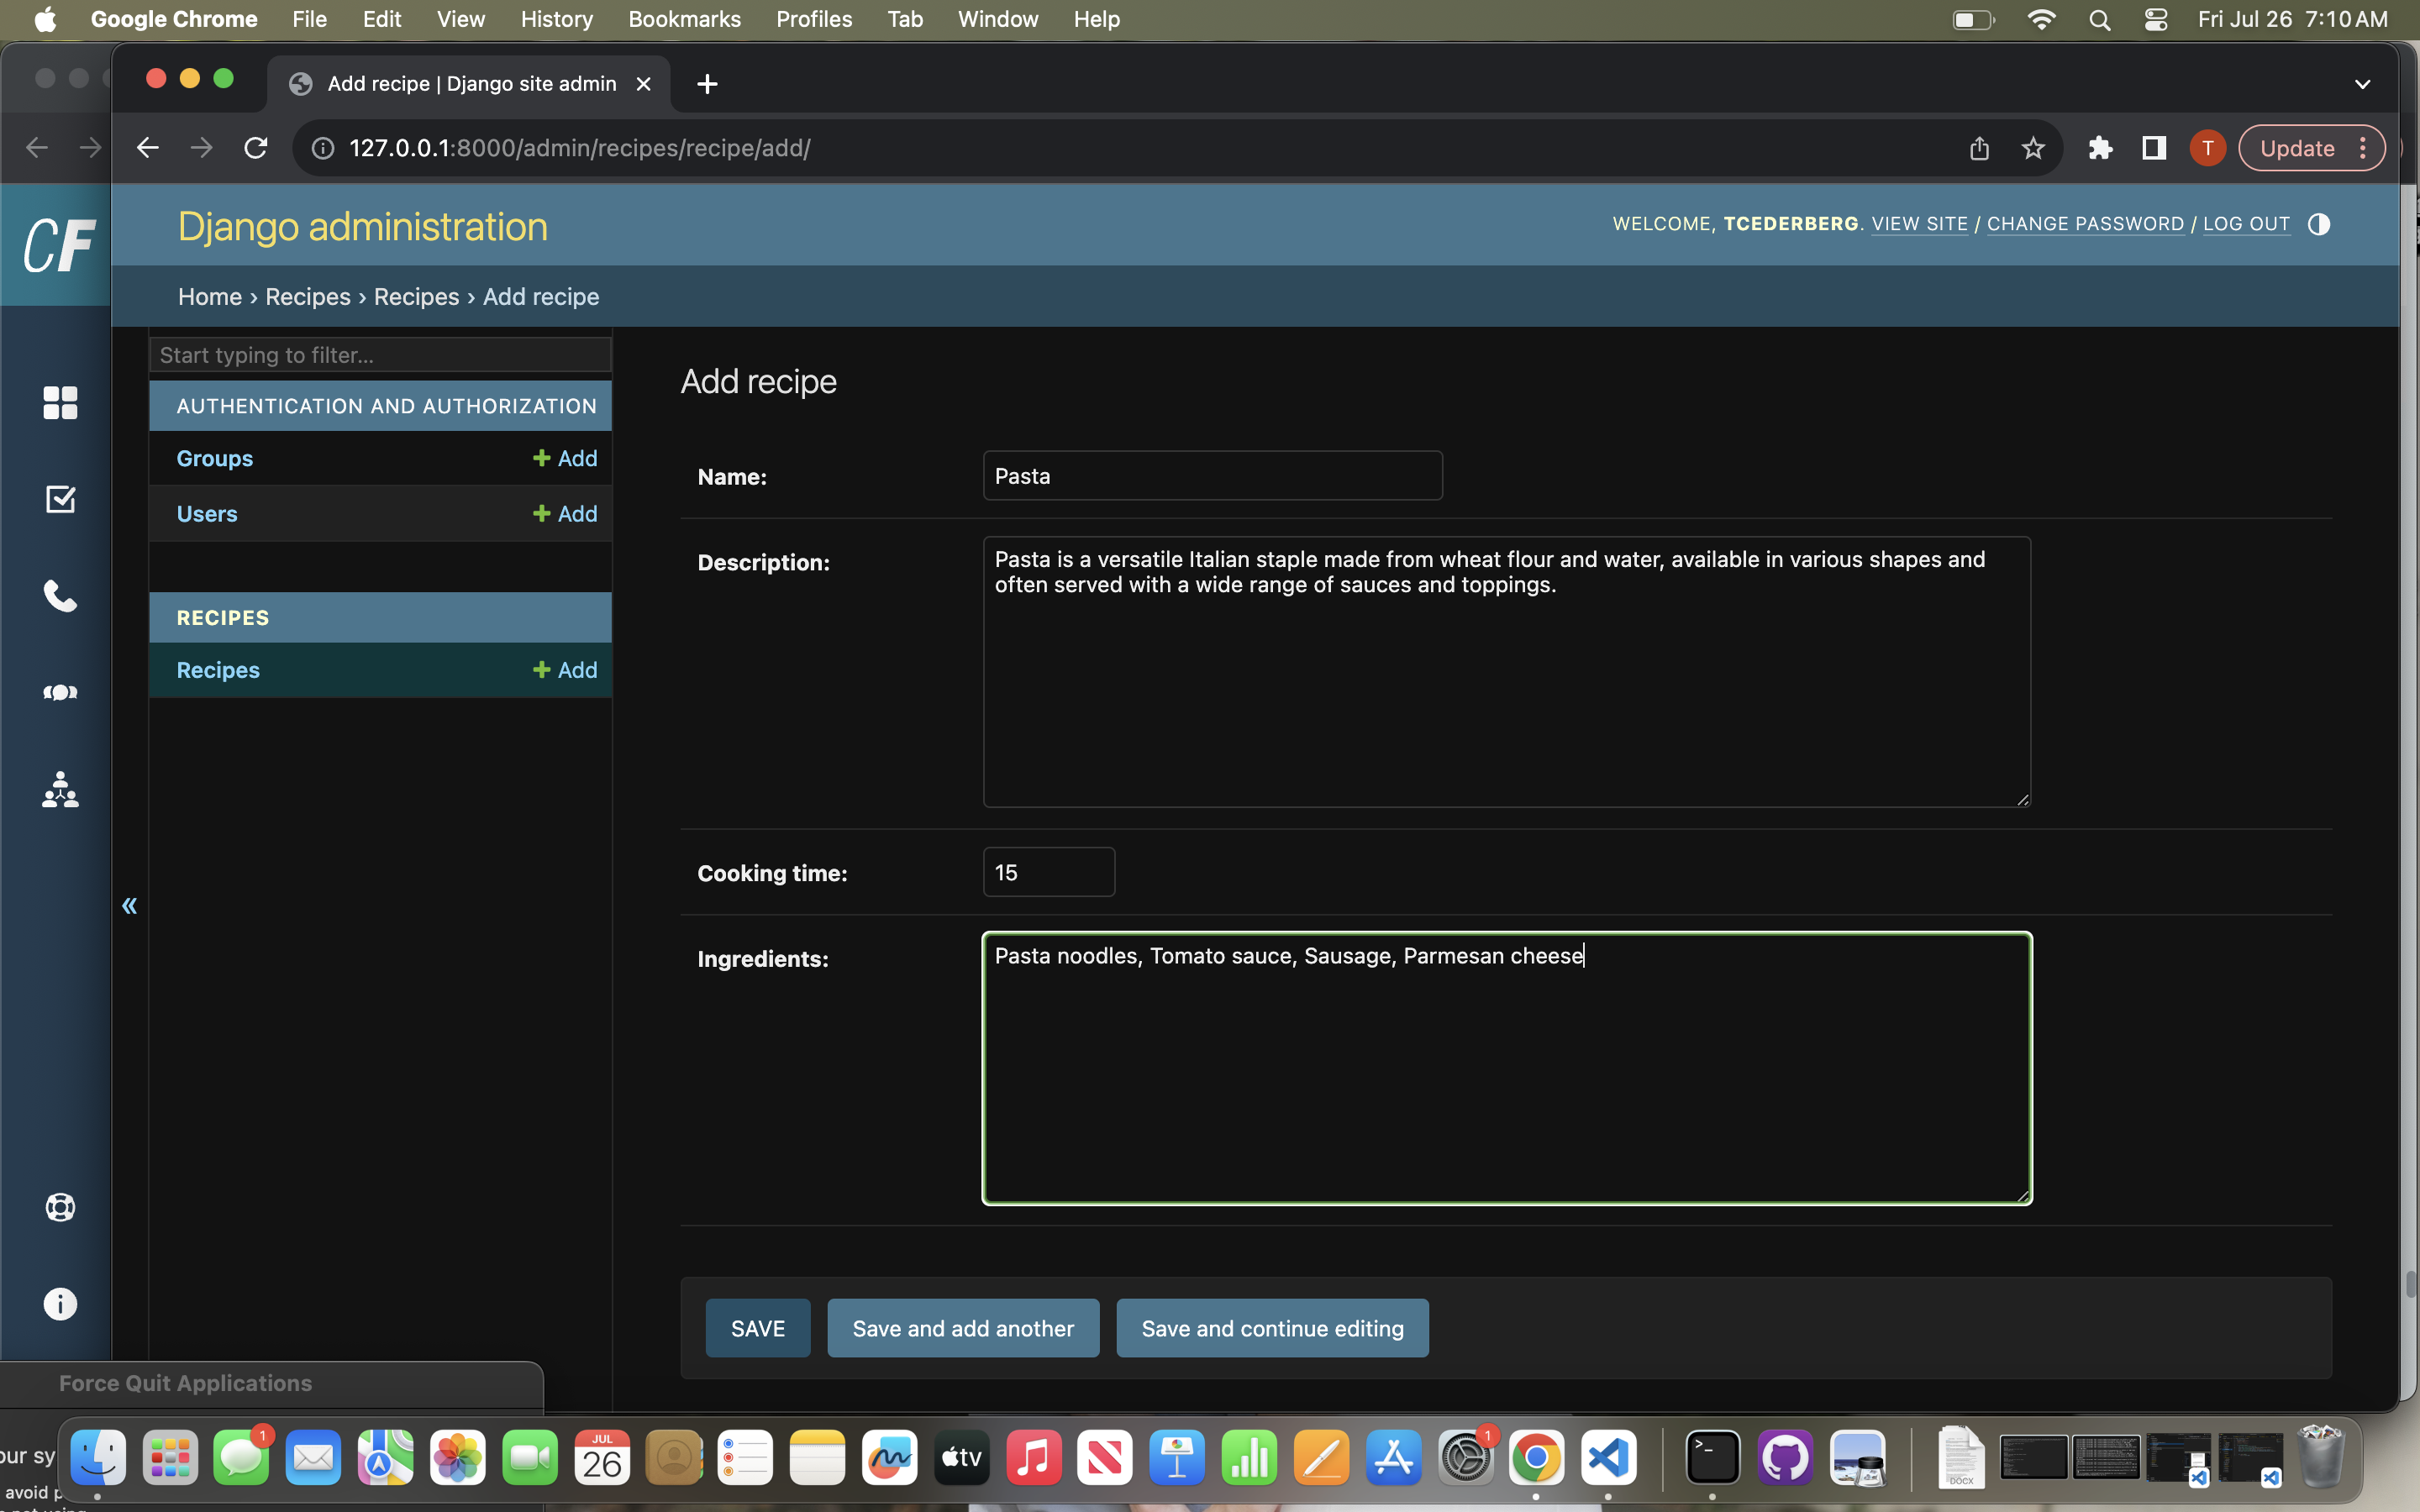 Google Chrome File Edit View History Bookmarks Profiles Tab Window Help Fri Jul 26 7:10 AM
Add recipe | Django site admin
127.0.0.1:8000/admin/recipes/recipe/add/
T
Update
CF
Django administration
WELCOME, TCEDERBERG. VIEW SITE / CHANGE PASSWORD / LOG OUT
Home › Recipes › Recipes › Add recipe
Start typing to filter...
AUTHENTICATION AND AUTHORIZATION
Groups Add
Users Add
RECIPES
Recipes Add
Add recipe
Name: Pasta
Description: Pasta is a versatile Italian staple made from wheat flour and water, available in various shapes and
often served with a wide range of sauces and toppings.
Cooking time: 15
Ingredients: Pasta noodles, Tomato sauce, Sausage, Parmesan cheese
SAVE Save and add another Save and continue editing
Force Quit Applications
our sy
avoid p
1
JUL
26
tv
1
DOCX